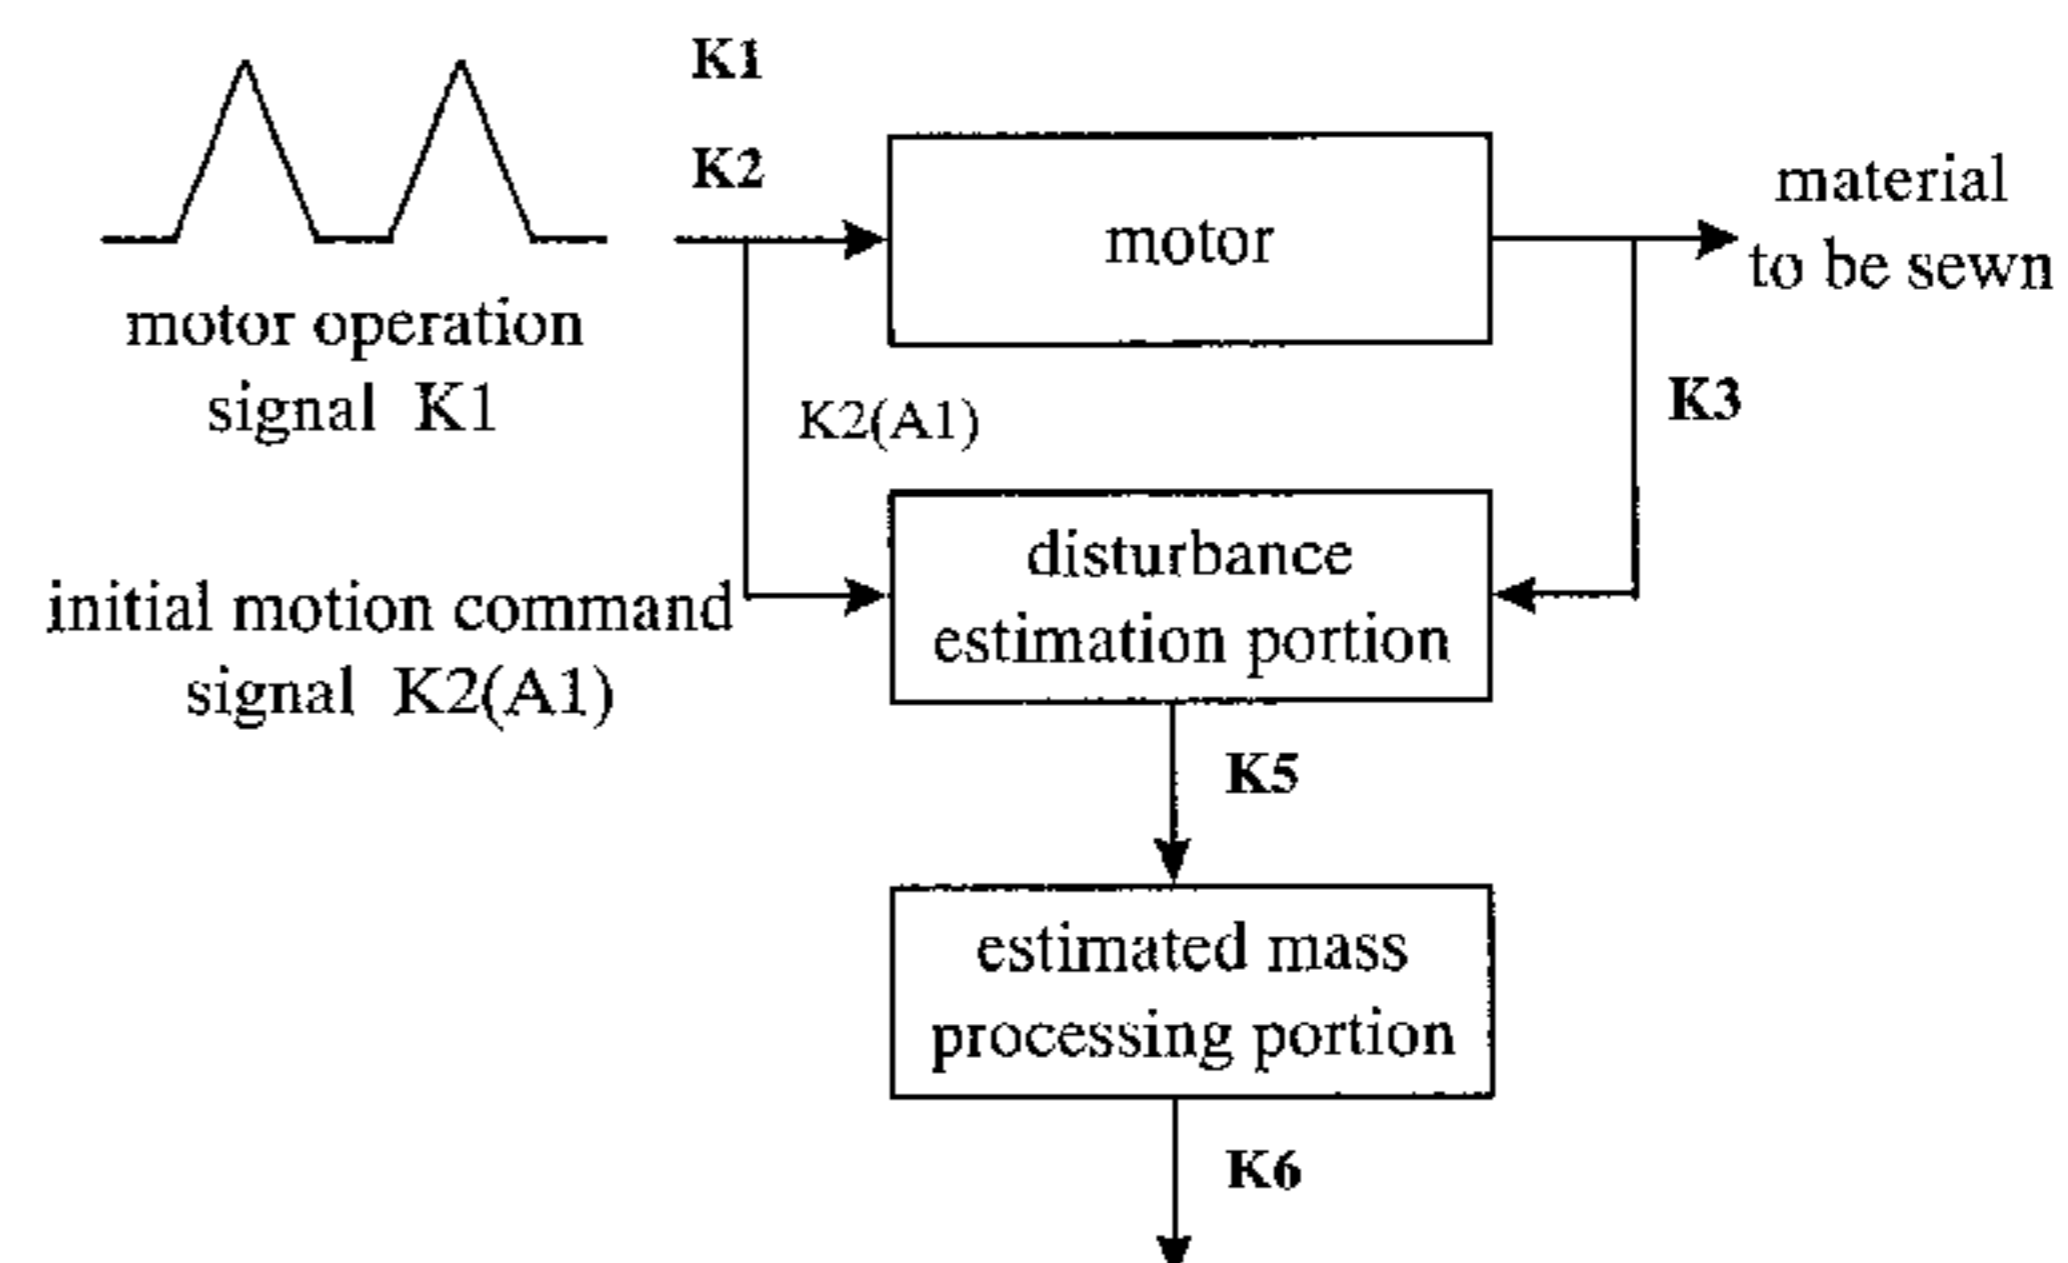 K1
K2
motor
material
to be sewn
motor operation
signal K1
K2(A1)
K3
initial motion command
signal K2(A1)
disturbance
estimation portion
K5
estimated mass
processing portion
K6